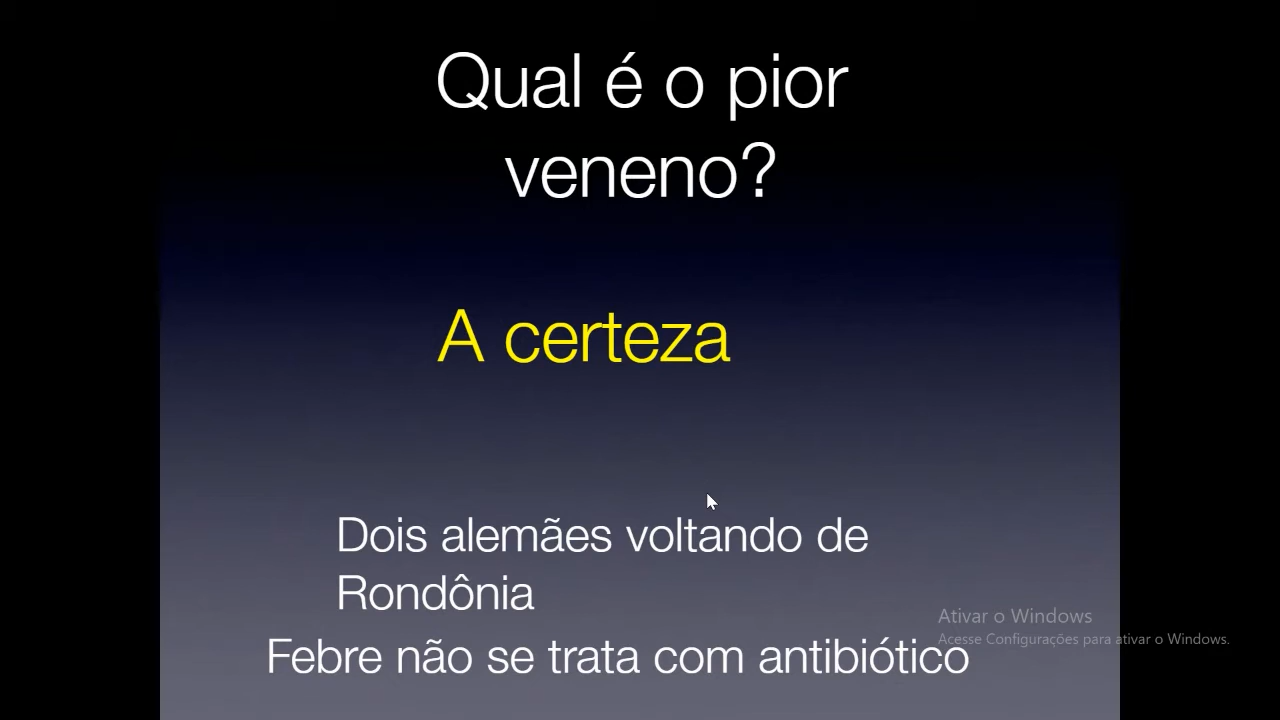 Qual é o pior
veneno?
A certeza
Dois alemães voltando de
Rondônia
Ativar o Windows
Acesse Configurações para ativar o Windows.
Febre não se trata com antibiótico